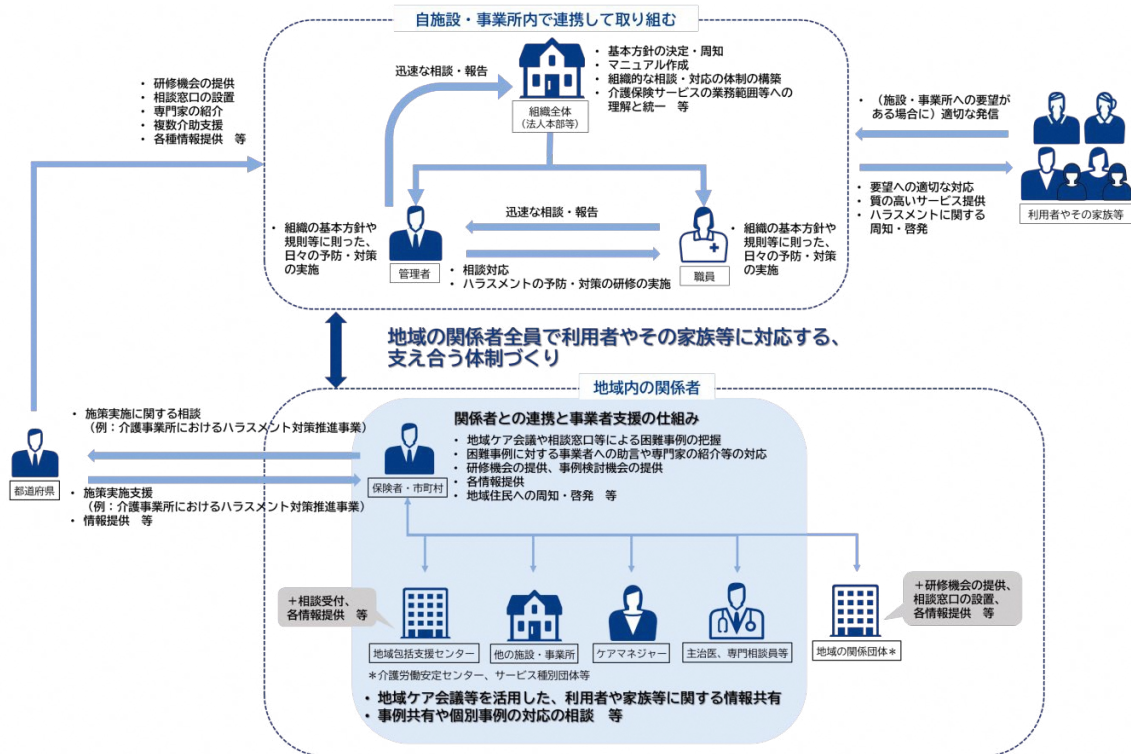 自施設・事業所内で連携して取り組む
・ 基本方針の決定・周知
・ マニュアル作成
・ 組織的な相談・対応の体制の構築
・ 介護保険サービスの業務範囲等への
理解と統一　等
迅速な相談・報告
組織全体
（法人本部等）
・ 研修機会の提供
・ 相談窓口の設置
・ 専門家の紹介
・ 複数介助支援
・ 各種情報提供　等
・ （施設・事業所への要望が
ある場合に）適切な発信
・ 要望への適切な対応
・ 質の高いサービス提供
・ ハラスメントに関する
周知・啓発
利用者やその家族等
・ 組織の基本方針や
規則等に則った、
日々の予防・対策
の実施
管理者
迅速な相談・報告
・ 相談対応
・ ハラスメントの予防・対策の研修の実施
職員
・ 組織の基本方針や
規則等に則った、
日々の予防・対策
の実施
地域の関係者全員で利用者やその家族等に対応する、
支え合う体制づくり
地域内の関係者
関係者との連携と事業者支援の仕組み
・ 地域ケア会議や相談窓口等による困難事例の把握
・ 困難事例に対する事業者への助言や専門家の紹介等の対応
・ 研修機会の提供、事例検討機会の提供
・ 各情報提供
・ 地域住民への周知・啓発　等
保険者・市町村
・ 施策実施に関する相談
（例：介護事業所におけるハラスメント対策推進事業）
都道府県
・ 施策実施支援
（例：介護事業所におけるハラスメント対策推進事業）
・ 情報提供　等
＋相談受付、
各情報提供　等
＋研修機会の提供、
相談窓口の設置、
各情報提供　等
地域包括支援センター
他の施設・事業所
ケアマネジャー
主治医、専門相談員等
地域の関係団体＊
＊介護労働安定センター、サービス種別団体等
・ 地域ケア会議等を活用した、利用者や家族等に関する情報共有
・ 事例共有や個別事例の対応の相談　等